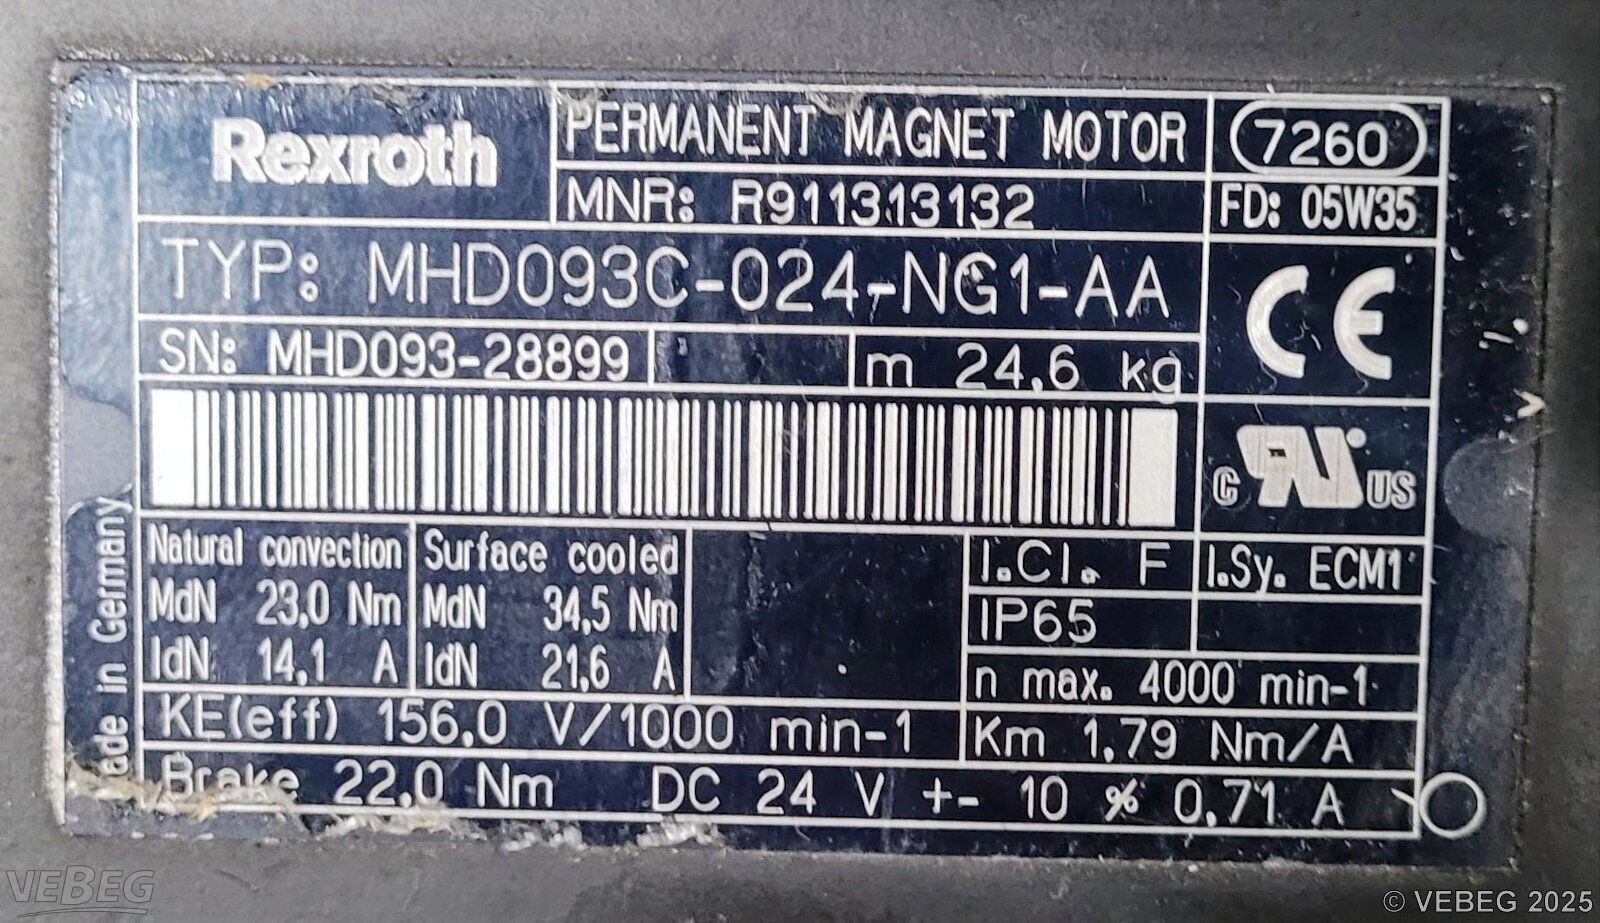 Rexroth
PERMANENT MAGNET MOTOR
7260
MNR: R911313132
FD: 05W35
TYP: MHD093C-024-NG1-AA
CE
SN: MHD093-28899
m 24,6 kg
c RU US
Natural convection
MdN 23,0 Nm
IdN 14,1 A
Surface cooled
MdN 34,5 Nm
IdN 21,6 A
I.Cl. F
I.Sy. ECM1
IP65
n max. 4000 min-1
KE(eff) 156,0 V/1000 min-1
Km 1,79 Nm/A
Brake 22,0 Nm DC 24 V +- 10 % 0,71 A
Made in Germany
VEBEG
© VEBEG 2025